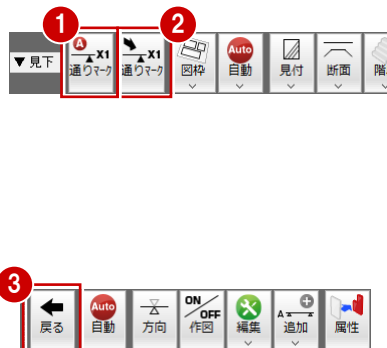 1 2
▼見下
A X1 通りマーク
X1 通りマーク
図枠
Auto 自動
見付
断面
3
戻る
Auto 自動
方向
ON/OFF 作図
編集
A 追加
属性